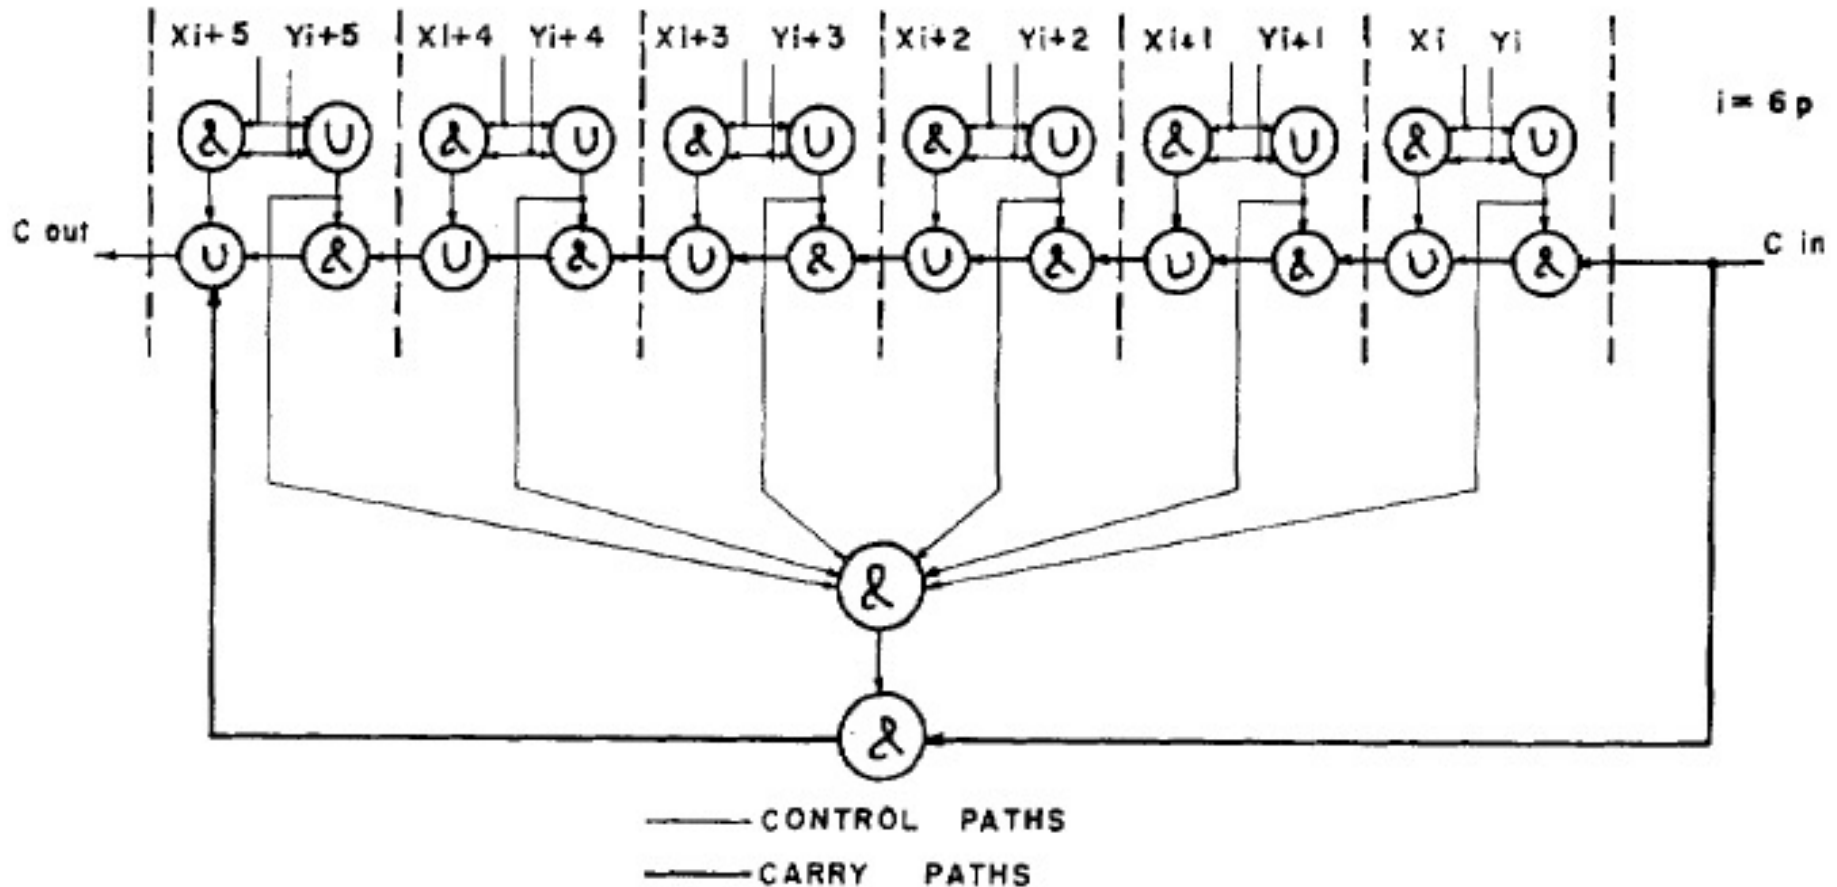 Xi+5 Yi+5 Xi+4 Yi+4 Xi+3 Yi+3 Xi+2 Yi+2 Xi+1 Yi+1 Xi Yi
i = 6p
& U & U & U & U & U & U
C out U & U & U & U & U & U & C in
&
&
CONTROL PATHS
CARRY PATHS